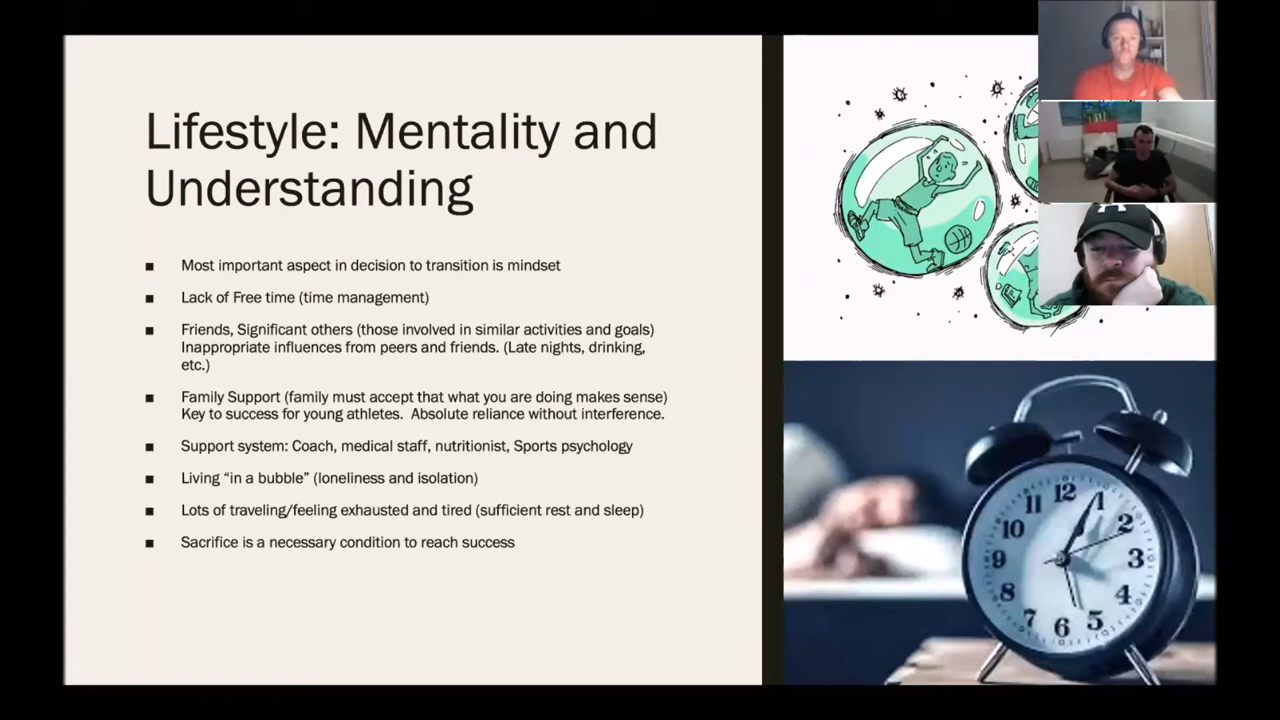 Lifestyle: Mentality and
Understanding
■ Most important aspect in decision to transition is mindset
■ Lack of Free time (time management)
■ Friends, Significant others (those involved in similar activities and goals)
Inappropriate influences from peers and friends. (Late nights, drinking,
etc.)
■ Family Support (family must accept that what you are doing makes sense)
Key to success for young athletes. Absolute reliance without interference.
■ Support system: Coach, medical staff, nutritionist, Sports psychology
■ Living “in a bubble” (loneliness and isolation)
■ Lots of traveling/feeling exhausted and tired (sufficient rest and sleep)
■ Sacrifice is a necessary condition to reach success
12
1
2
3
4
5
6
7
8
9
10
11